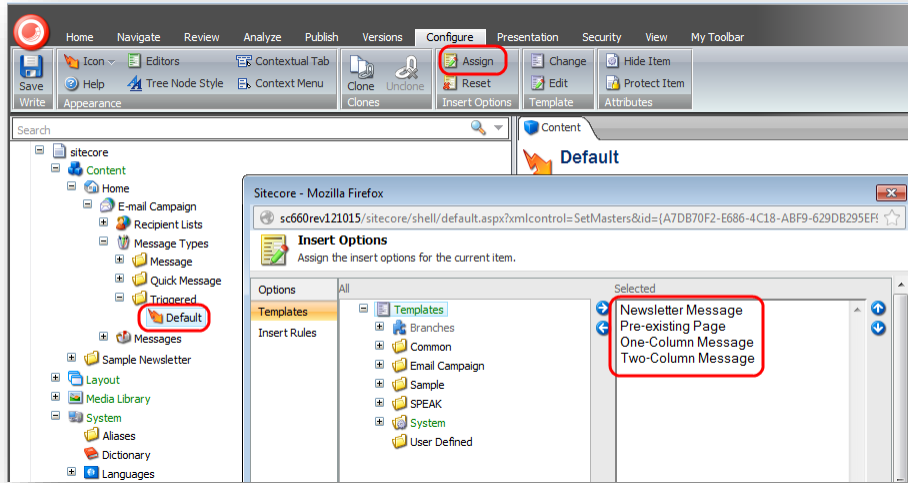 Home Navigate Review Analyze Publish Versions Configure Presentation Security View My Toolbar
Save
Write
Icon Editors Contextual Tab
Help Tree Node Style Context Menu
Appearance
Clone Unclone
Clones
Assign
Reset
Insert Options
Change
Edit
Template
Hide Item
Protect Item
Attributes
Search
sitecore
Content
Home
E-mail Campaign
Recipient Lists
Message Types
Message
Quick Message
Triggered
Default
Messages
Sample Newsletter
Layout
Media Library
System
Aliases
Dictionary
Languages
Content
Default
Sitecore - Mozilla Firefox
sc660rev121015/sitecore/shell/default.aspx?xmlcontrol=SetMasters&id={A7DB70F2-E686-4C18-ABF9-629DB295EF
Insert Options
Assign the insert options for the current item.
Options
Templates
Insert Rules
All
Templates
Branches
Common
Email Campaign
Sample
SPEAK
System
User Defined
Selected
Newsletter Message
Pre-existing Page
One-Column Message
Two-Column Message